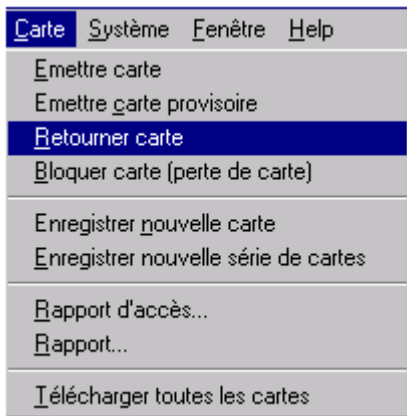 Carte Système Fenêtre Help
Emettre carte
Emettre carte provisoire
Retourner carte
Bloquer carte (perte de carte)
Enregistrer nouvelle carte
Enregistrer nouvelle série de cartes
Rapport d'accès...
Rapport...
Télécharger toutes les cartes